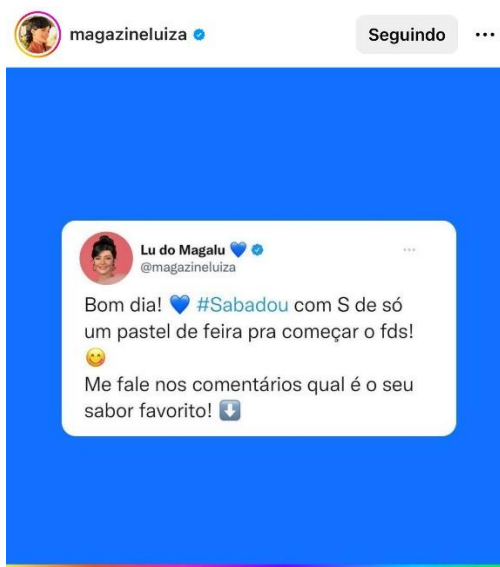 magazineluiza
Seguindo
Lu do Magalu 💙
@magazineluiza
Bom dia! 💙 #Sabadou com S de só
um pastel de feira pra começar o fds!
😋
Me fale nos comentários qual é o seu
sabor favorito! ⬇️